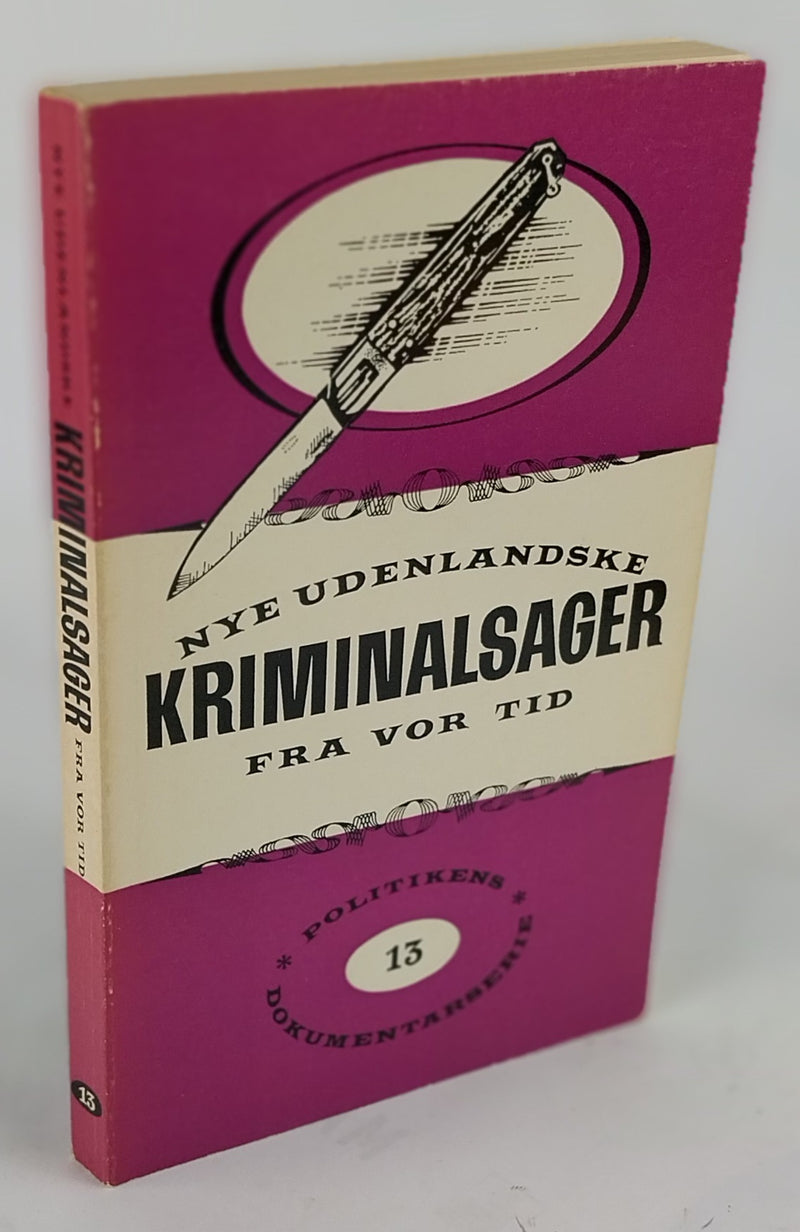 NYE UDENLANDSKE
KRIMINALSAGER
FRA VOR TID
* POLITIKENS *
13
DOKUMENTARSERIE
NYE UDENLANDSKE KRIMINALSAGER FRA VOR TID
13